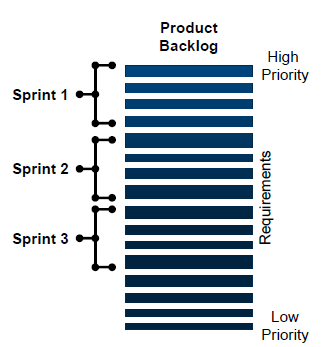 Product
Backlog
High
Priority
Sprint 1
Sprint 2
Requirements
Sprint 3
Low
Priority